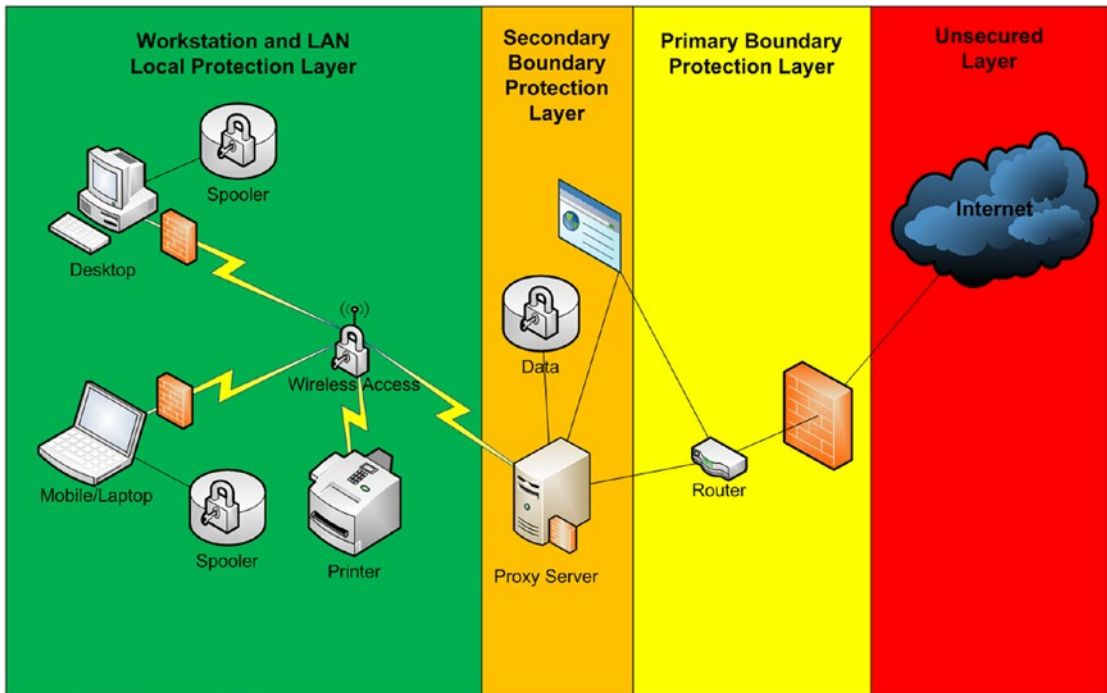 Workstation and LAN
Local Protection Layer
Secondary
Boundary
Protection
Layer
Primary Boundary
Protection Layer
Unsecured
Layer
Spooler
Desktop
Internet
Wireless Access
Data
Mobile/Laptop
Spooler
Printer
Proxy Server
Router